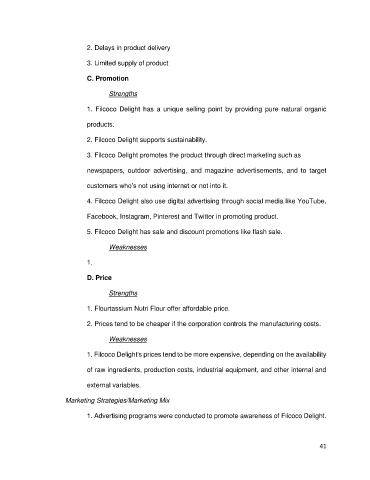 2. Delays in product delivery
3. Limited supply of product
C. Promotion
Strengths
1. Filcoco Delight has a unique selling point by providing pure natural organic
products.
2. Filcoco Delight supports sustainability.
3. Filcoco Delight promotes the product through direct marketing such as
newspapers, outdoor advertising, and magazine advertisements, and to target
customers who's not using internet or not into it.
4. Filcoco Delight also use digital advertising through social media like YouTube,
Facebook, Instagram, Pinterest and Twitter in promoting product.
5. Filcoco Delight has sale and discount promotions like flash sale.
Weaknesses
1.
D. Price
Strengths
1. Flourtassium Nutri Flour offer affordable price.
2. Prices tend to be cheaper if the corporation controls the manufacturing costs.
Weaknesses
1. Filcoco Delight's prices tend to be more expensive, depending on the availability
of raw ingredients, production costs, industrial equipment, and other internal and
external variables.
Marketing Strategies/Marketing Mix
1. Advertising programs were conducted to promote awareness of Filcoco Delight.
41